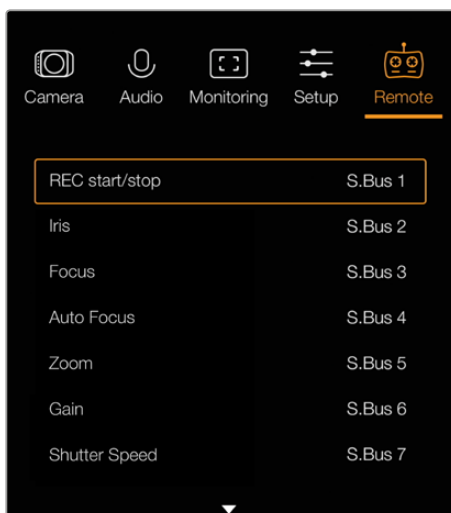 Camera Audio Monitoring Setup Remote
REC start/stop S.Bus 1
Iris S.Bus 2
Focus S.Bus 3
Auto Focus S.Bus 4
Zoom S.Bus 5
Gain S.Bus 6
Shutter Speed S.Bus 7